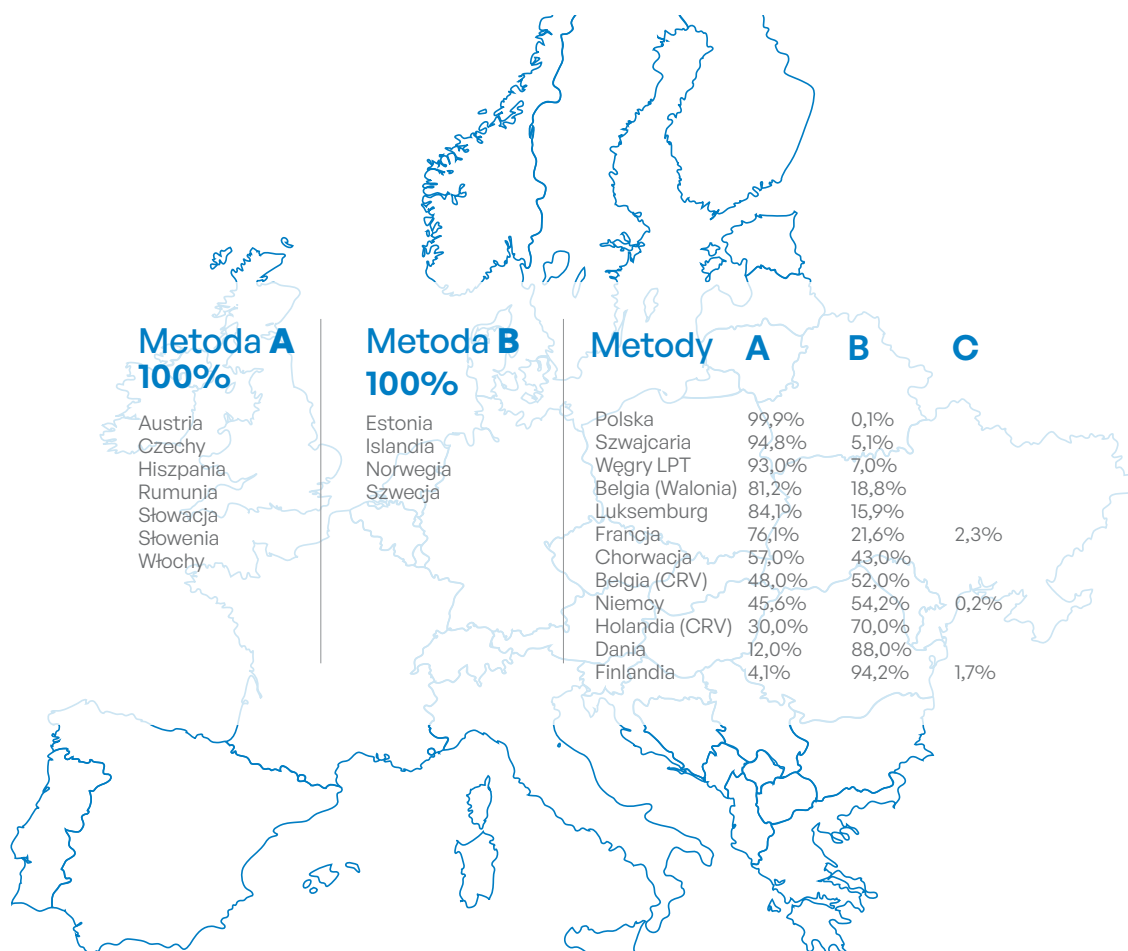 Metoda A
100%
Austria
Czechy
Hiszpania
Rumunia
Słowacja
Słowenia
Włochy
Metoda B
100%
Estonia
Islandia
Norwegia
Szwecja
Metody A B C
Polska 99,9% 0,1%
Szwajcaria 94,8% 5,1%
Węgry LPT 93,0% 7,0%
Belgia (Walonia) 81,2% 18,8%
Luksemburg 84,1% 15,9%
Francja 76,1% 21,6% 2,3%
Chorwacja 57,0% 43,0%
Belgia (CRV) 48,0% 52,0%
Niemcy 45,6% 54,2% 0,2%
Holandia (CRV) 30,0% 70,0%
Dania 12,0% 88,0%
Finlandia 4,1% 94,2% 1,7%